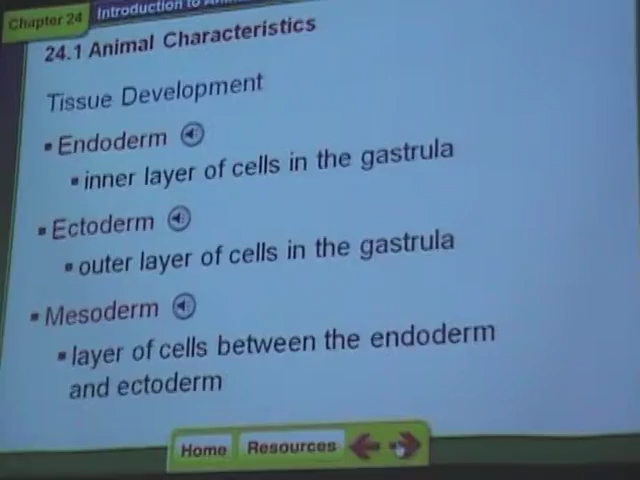 Chapter 24
Introduction to
24.1 Animal Characteristics
Tissue Development
▪ Endoderm
▪ inner layer of cells in the gastrula
▪ Ectoderm
▪ outer layer of cells in the gastrula
▪ Mesoderm
▪ layer of cells between the endoderm
and ectoderm
Home
Resources